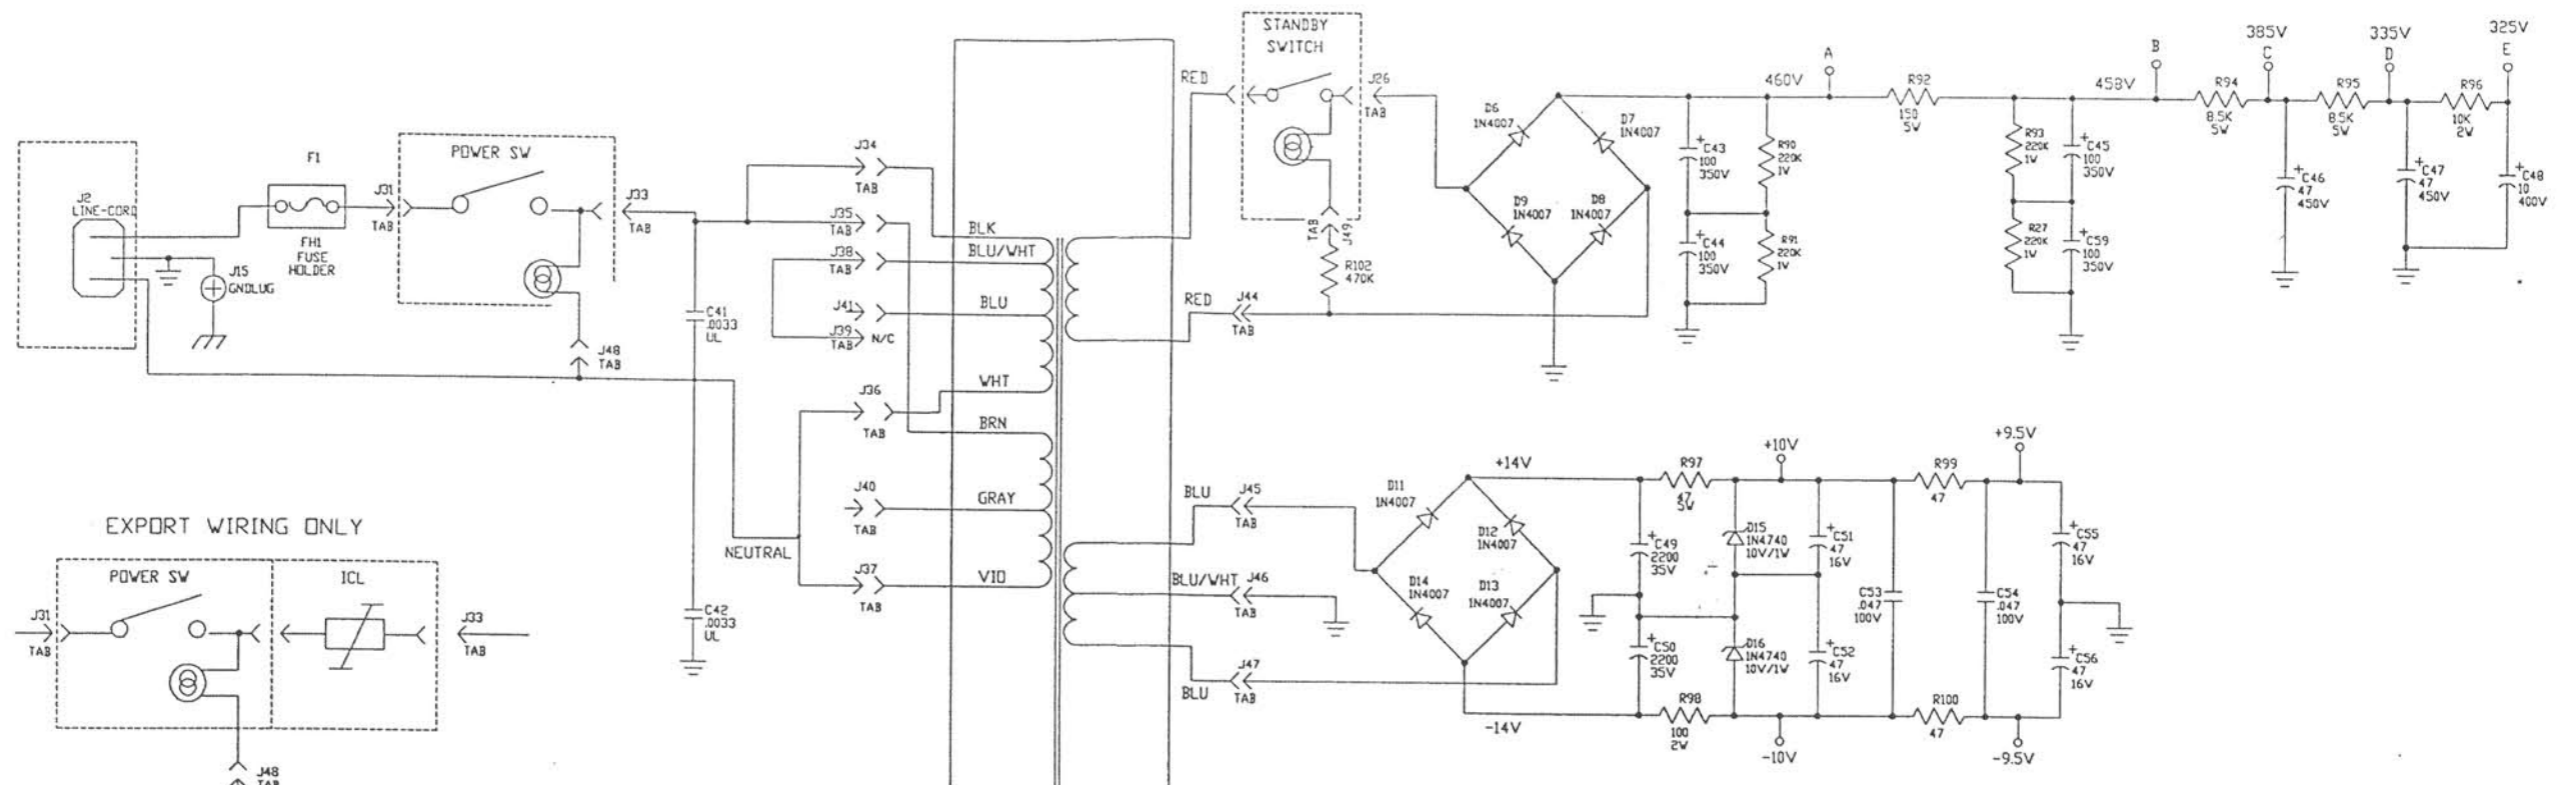 STANDBY
SWITCH
RED
J26
TAB
J49
TAB
R102
470K
RED
J44
TAB
D6
1N4007
D7
1N4007
D9
1N4007
D8
1N4007
460V
A
R92
150
5W
458V
B
R94
8.5K
5W
385V
C
R95
8.5K
5W
335V
D
R96
10K
2W
325V
E
+
C43
100
350V
R90
220K
1V
+
C44
100
350V
R91
220K
1V
R93
220K
1W
+
C45
100
350V
R27
220K
1W
+
C59
100
350V
+
C46
47
450V
+
C47
47
450V
+
C48
10
400V
J2
LINE-CORD
F1
FH1
FUSE
HOLDER
J15
GNDLUG
J31
TAB
POWER SW
J33
TAB
J48
TAB
C41
.0033
UL
C42
.0033
UL
J34
TAB
J35
TAB
J38
TAB
J41
J39
TAB
N/C
J36
TAB
J40
TAB
J37
TAB
NEUTRAL
BLK
BLU/WHT
BLU
WHT
BRN
GRAY
VIO
EXPORT WIRING ONLY
POWER SW
ICL
J31
TAB
J33
TAB
J48
TAB
BLU
J45
TAB
BLU/WHT
J46
TAB
BLU
J47
TAB
D11
1N4007
D12
1N4007
D14
1N4007
D13
1N4007
+14V
-14V
+
C49
2200
35V
+
C50
2200
35V
R97
47
5W
R98
100
2W
D15
1N4740
10V/1W
D16
1N4740
10V/1W
+10V
-10V
+
C51
47
16V
+
C52
47
16V
C53
.047
100V
R99
47
R100
47
C54
.047
100V
+9.5V
-9.5V
+
C55
47
16V
+
C56
47
16V